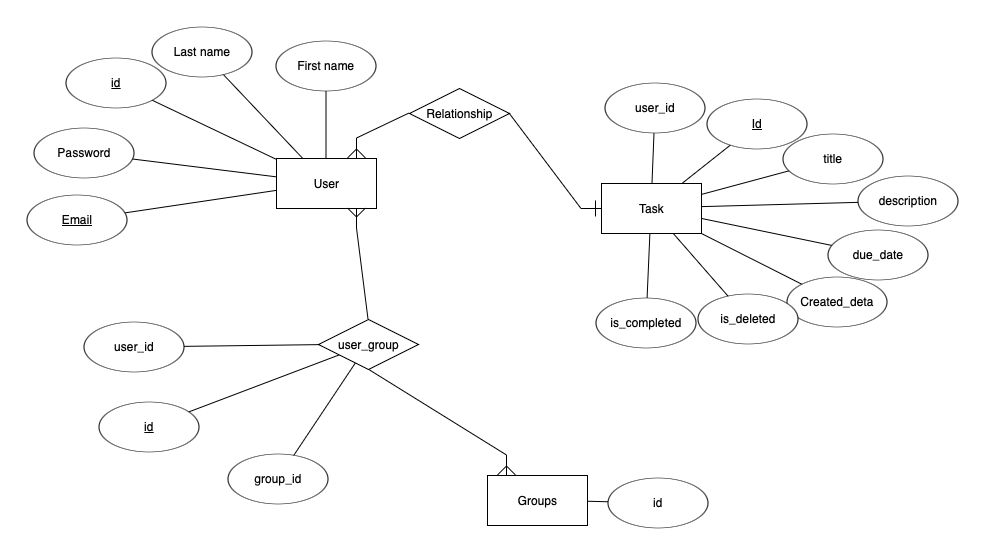 Last name
First name
id
Relationship
user_id
Id
Password
title
User
description
Task
Email
due_date
Created_deta
is_completed
is_deleted
user_id
user_group
id
group_id
Groups
id